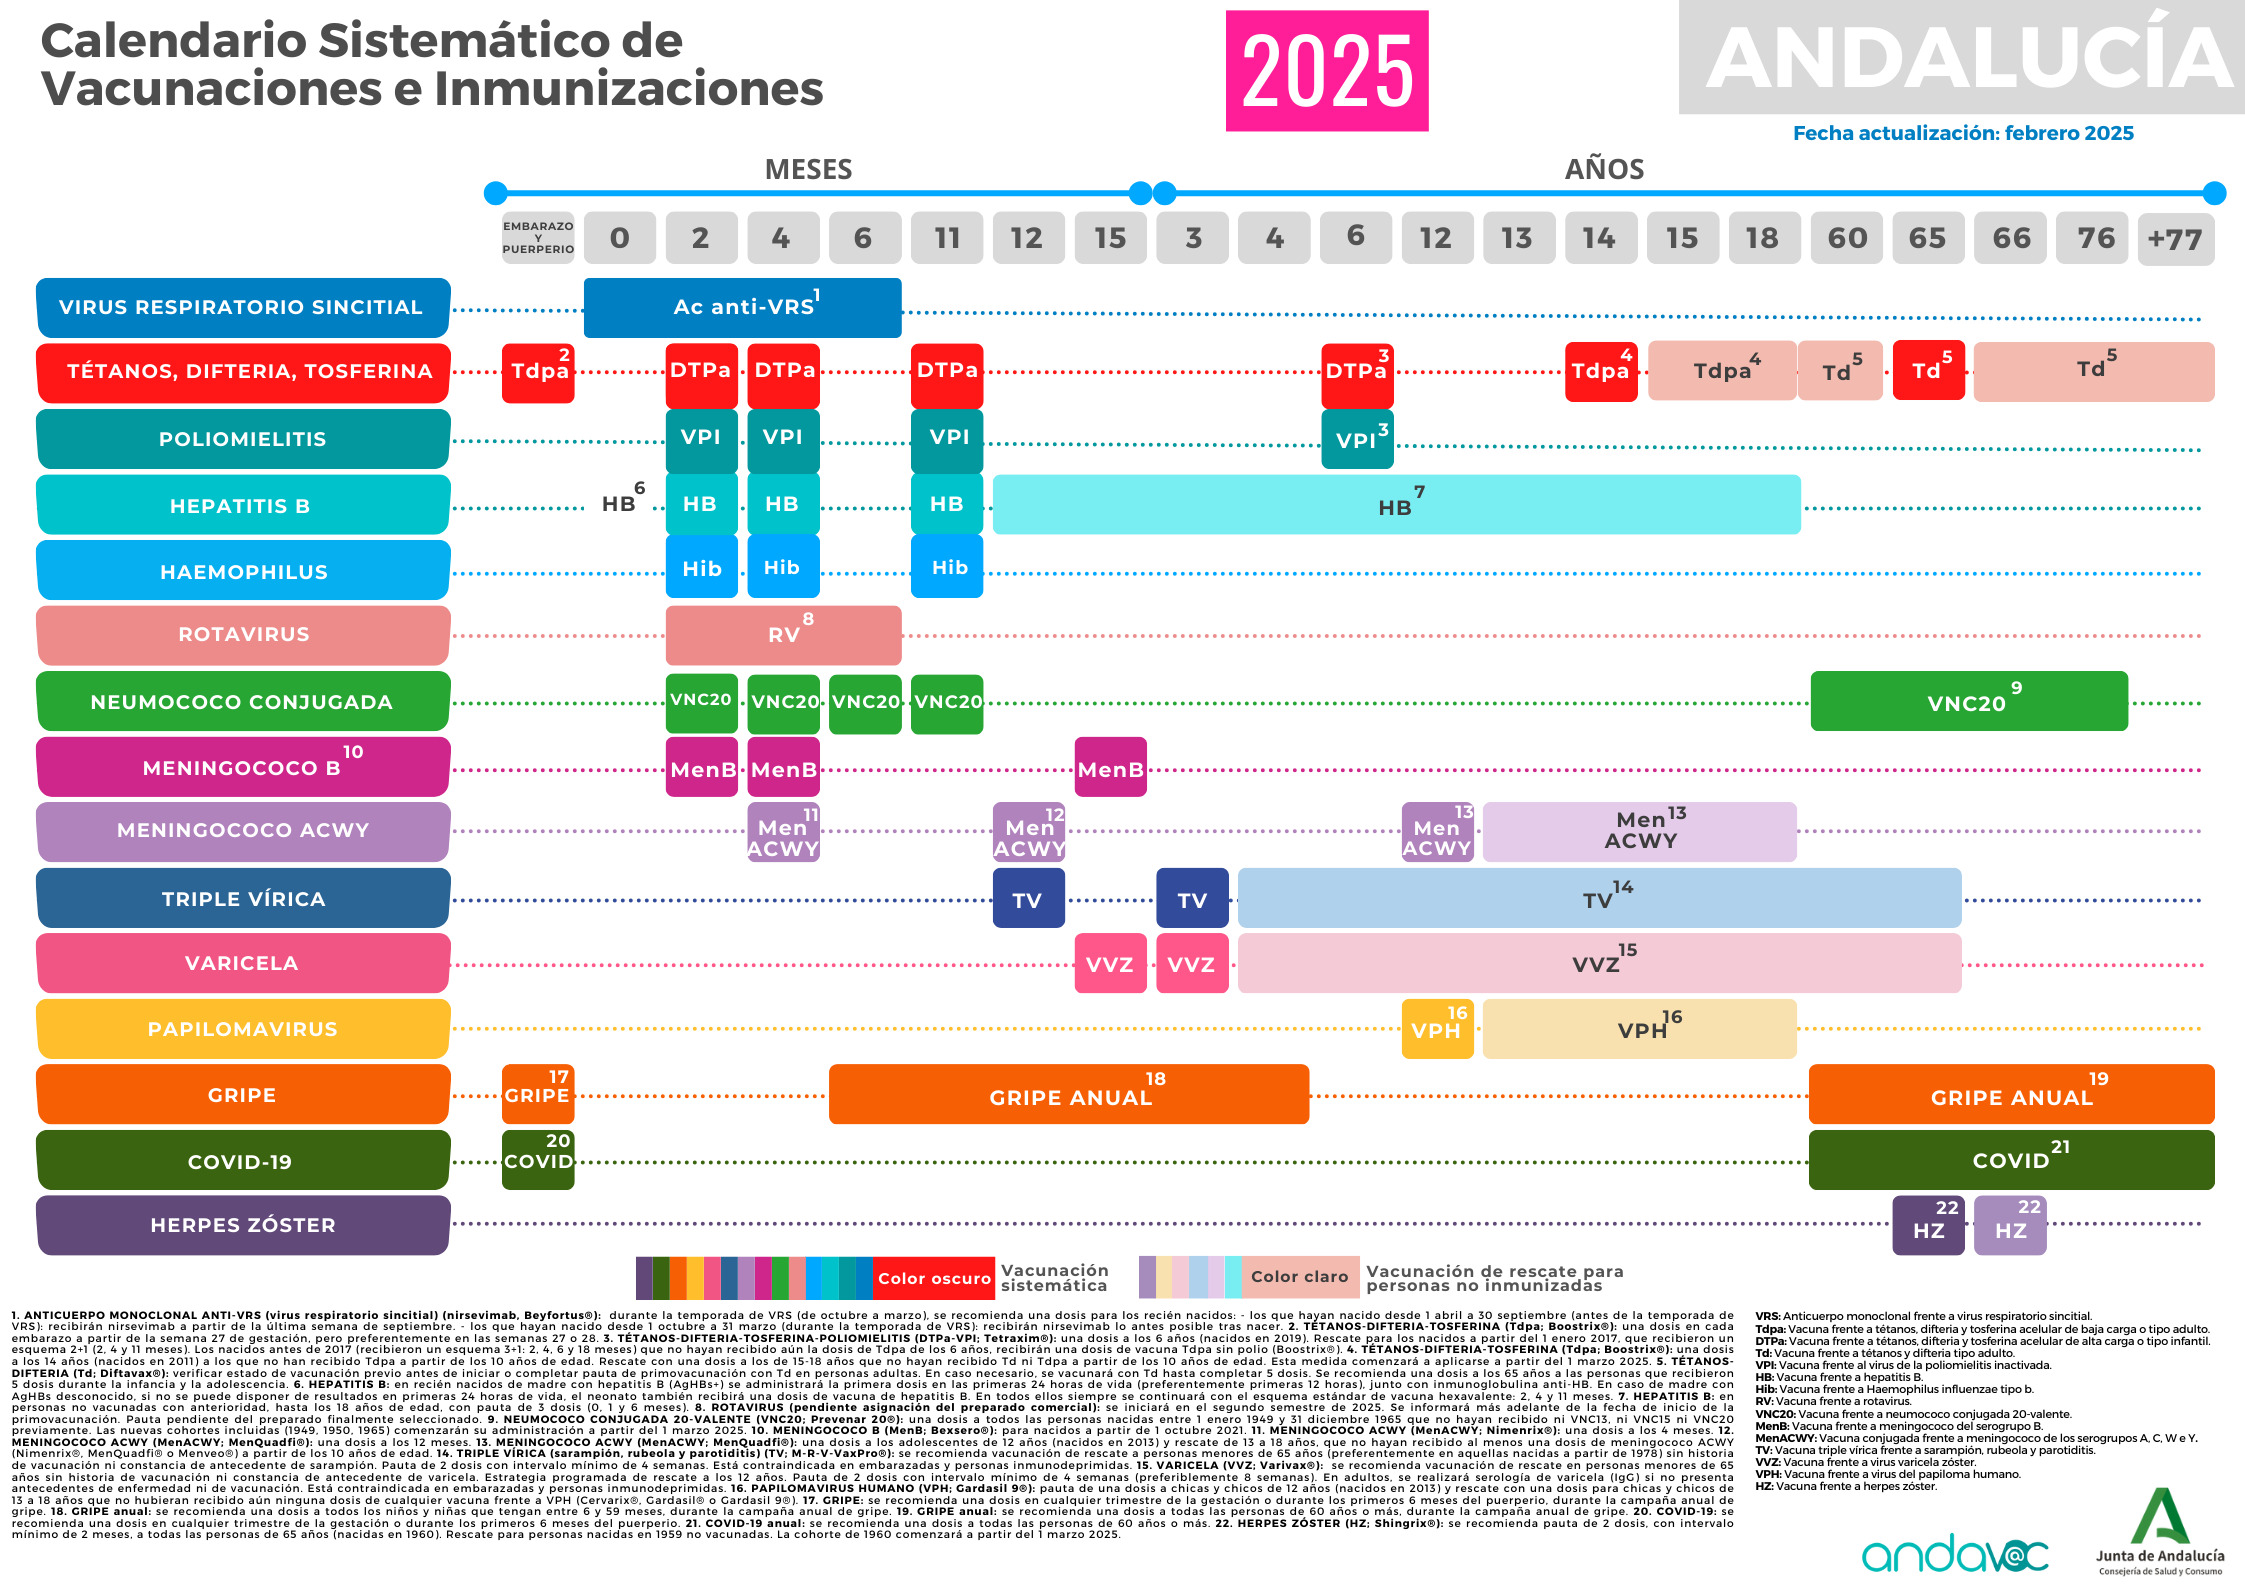 Calendario Sistemático de
Vacunaciones e Inmunizaciones
2025
ANDALUCÍA
Fecha actualización: febrero 2025
MESES
AÑOS
EMBARAZO
Y
PUERPERIO
0
2
4
6
11
12
15
3
4
6
12
13
14
15
18
60
65
66
76
+77
VIRUS RESPIRATORIO SINCITIAL
Ac anti-VRS1
TÉTANOS, DIFTERIA, TOSFERINA
Tdpa2
DTPa
DTPa
DTPa
DTPa3
Tdpa4
Tdpa4
Td5
Td5
Td5
POLIOMIELITIS
VPI
VPI
VPI
VPI3
HEPATITIS B
HB6
HB
HB
HB
HB7
HAEMOPHILUS
Hib
Hib
Hib
ROTAVIRUS
RV8
NEUMOCOCO CONJUGADA
VNC20
VNC20
VNC20
VNC20
VNC20 9
MENINGOCOCO B10
MenB
MenB
MenB
MENINGOCOCO ACWY
Men11
ACWY
Men12
ACWY
Men13
ACWY
Men13
ACWY
TRIPLE VÍRICA
TV
TV
TV14
VARICELA
VVZ
VVZ
VVZ15
PAPILOMAVIRUS
VPH16
VPH16
GRIPE
17
GRIPE
GRIPE ANUAL18
GRIPE ANUAL19
COVID-19
20
COVID
COVID21
HERPES ZÓSTER
22
HZ
22
HZ
Color oscuro
Vacunación
sistemática
Color claro
Vacunación de rescate para
personas no inmunizadas
1. ANTICUERPO MONOCLONAL ANTI-VRS (virus respiratorio sincitial) (nirsevimab, Beyfortus®): durante la temporada de VRS (de octubre a marzo), se recomienda una dosis para los recién nacidos: - los que hayan nacido desde 1 abril a 30 septiembre (antes de la temporada de
VRS): recibirán nirsevimab a partir de la última semana de septiembre. - los que hayan nacido desde 1 octubre a 31 marzo (durante la temporada de VRS): recibirán nirsevimab lo antes posible tras nacer. 2. TÉTANOS-DIFTERIA-TOSFERINA (Tdpa; Boostrix®): una dosis en cada
embarazo a partir de la semana 27 de gestación, pero preferentemente en las semanas 27 o 28. 3. TÉTANOS-DIFTERIA-TOSFERINA-POLIOMIELITIS (DTPa-VPI; Tetraxim®): una dosis a los 6 años (nacidos en 2019). Rescate para los nacidos a partir del 1 enero 2017, que recibieron un
esquema 2+1 (2, 4 y 11 meses). Los nacidos antes de 2017 (recibieron un esquema 3+1: 2, 4, 6 y 18 meses) que no hayan recibido aún la dosis de Tdpa de los 6 años, recibirán una dosis de vacuna Tdpa sin polio (Boostrix®). 4. TÉTANOS-DIFTERIA-TOSFERINA (Tdpa; Boostrix®): una dosis
a los 14 años (nacidos en 2011) a los que no han recibido Tdpa a partir de los 10 años de edad. Rescate con una dosis a los de 15-18 años que no hayan recibido Td ni Tdpa a partir de los 10 años de edad. Esta medida comenzará a aplicarse a partir del 1 marzo 2025. 5. TÉTANOS-
DIFTERIA (Td; Diftavax®): verificar estado de vacunación previo antes de iniciar o completar pauta de primovacunación con Td en personas adultas. En caso necesario, se vacunará con Td hasta completar 5 dosis. Se recomienda una dosis a los 65 años a las personas que recibieron
5 dosis durante la infancia y la adolescencia. 6. HEPATITIS B: en recién nacidos de madre con hepatitis B (AgHBs+) se administrará la primera dosis en las primeras 24 horas de vida (preferentemente primeras 12 horas), junto con inmunoglobulina anti-HB. En caso de madre con
AgHBs desconocido, si no se puede disponer de resultados en primeras 24 horas de vida, el neonato también recibirá una dosis de vacuna de hepatitis B. En todos ellos siempre se continuará con el esquema estándar de vacuna hexavalente: 2, 4 y 11 meses. 7. HEPATITIS B: en
personas no vacunadas con anterioridad, hasta los 18 años de edad, con pauta de 3 dosis (0, 1 y 6 meses). 8. ROTAVIRUS (pendiente asignación del preparado comercial): se iniciará en el segundo semestre de 2025. Se informará más adelante de la fecha de inicio de la
primovacunación. Pauta pendiente del preparado finalmente seleccionado. 9. NEUMOCOCO CONJUGADA 20-VALENTE (VNC20; Prevenar 20®): una dosis a todas las personas nacidas entre 1 enero 1949 y 31 diciembre 1965 que no hayan recibido ni VNC13, ni VNC15 ni VNC20
previamente. Las nuevas cohortes incluidas (1949, 1950, 1965) comenzarán su administración a partir del 1 marzo 2025. 10. MENINGOCOCO B (MenB; Bexsero®): para nacidos a partir de 1 octubre 2021. 11. MENINGOCOCO ACWY (MenACWY; Nimenrix®): una dosis a los 4 meses. 12.
MENINGOCOCO ACWY (MenACWY; MenQuadfi®): una dosis a los 12 meses. 13. MENINGOCOCO ACWY (MenACWY; MenQuadfi®): una dosis a los adolescentes de 12 años (nacidos en 2013) y rescate de 13 a 18 años, que no hayan recibido al menos una dosis de meningococo ACWY
(Nimenrix®, MenQuadfi® o Menveo®) a partir de los 10 años de edad. 14. TRIPLE VÍRICA (sarampión, rubeola y parotiditis) (TV; M-R-V-VaxPro®): se recomienda vacunación de rescate a personas menores de 65 años (preferentemente en aquellas nacidas a partir de 1978) sin historia
de vacunación ni constancia de antecedente de sarampión. Pauta de 2 dosis con intervalo mínimo de 4 semanas. Está contraindicada en embarazadas y personas inmunodeprimidas. 15. VARICELA (VVZ; Varivax®): se recomienda vacunación de rescate en personas menores de 65
años sin historia de vacunación ni constancia de antecedente de varicela. Estrategia programada de rescate a los 12 años. Pauta de 2 dosis con intervalo mínimo de 4 semanas (preferiblemente 8 semanas). En adultos, se realizará serología de varicela (IgG) si no presenta
antecedentes de enfermedad ni de vacunación. Está contraindicada en embarazadas y personas inmunodeprimidas. 16. PAPILOMAVIRUS HUMANO (VPH; Gardasil 9®): pauta de una dosis a chicas y chicos de 12 años (nacidos en 2013) y rescate con una dosis para chicas y chicos de
13 a 18 años que no hubieran recibido aún ninguna dosis de cualquier vacuna frente a VPH (Cervarix®, Gardasil® o Gardasil 9®). 17. GRIPE: se recomienda una dosis en cualquier trimestre de la gestación o durante los primeros 6 meses del puerperio, durante la campaña anual de
gripe. 18. GRIPE anual: se recomienda una dosis a todos los niños y niñas que tengan entre 6 y 59 meses, durante la campaña anual de gripe. 19. GRIPE anual: se recomienda una dosis a todas las personas de 60 años o más, durante la campaña anual de gripe. 20. COVID-19: se
recomienda una dosis en cualquier trimestre de la gestación o durante los primeros 6 meses del puerperio. 21. COVID-19 anual: se recomienda una dosis a todas las personas de 60 años o más. 22. HERPES ZÓSTER (HZ; Shingrix®): se recomienda pauta de 2 dosis, con intervalo
mínimo de 2 meses, a todas las personas de 65 años (nacidas en 1960). Rescate para personas nacidas en 1959 no vacunadas. La cohorte de 1960 comenzará a partir del 1 marzo 2025.
VRS: Anticuerpo monoclonal frente a virus respiratorio sincitial.
Tdpa: Vacuna frente a tétanos, difteria y tosferina acelular de baja carga o tipo adulto.
DTPa: Vacuna frente a tétanos, difteria y tosferina acelular de alta carga o tipo infantil.
Td: Vacuna frente a tétanos y difteria tipo adulto.
VPI: Vacuna frente al virus de la poliomielitis inactivada.
HB: Vacuna frente a hepatitis B.
Hib: Vacuna frente a Haemophilus influenzae tipo b.
RV: Vacuna frente a rotavirus.
VNC20: Vacuna frente a neumococo conjugada 20-valente.
MenB: Vacuna frente a meningococo del serogrupo B.
MenACWY: Vacuna conjugada frente a meningococo de los serogrupos A, C, W e Y.
TV: Vacuna triple vírica frente a sarampión, rubeola y parotiditis.
VVZ: Vacuna frente a virus varicela zóster.
VPH: Vacuna frente a virus del papiloma humano.
HZ: Vacuna frente a herpes zóster.
andav@c
Junta de Andalucía
Consejería de Salud y Consumo